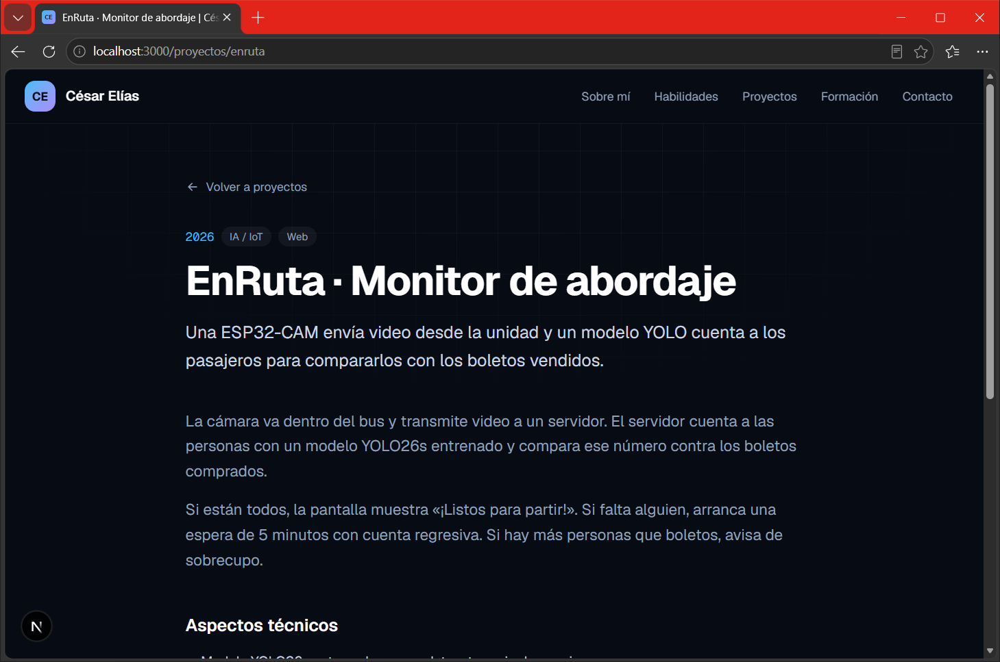 CE EnRuta · Monitor de abordaje | Cés
localhost:3000/proyectos/enruta
CE César Elías
Sobre mí Habilidades Proyectos Formación Contacto
← Volver a proyectos
2026 IA / IoT Web
EnRuta · Monitor de abordaje
Una ESP32-CAM envía video desde la unidad y un modelo YOLO cuenta a los
pasajeros para compararlos con los boletos vendidos.
La cámara va dentro del bus y transmite video a un servidor. El servidor cuenta a las
personas con un modelo YOLO26s entrenado y compara ese número contra los boletos
comprados.
Si están todos, la pantalla muestra «¡Listos para partir!». Si falta alguien, arranca una
espera de 5 minutos con cuenta regresiva. Si hay más personas que boletos, avisa de
sobrecupo.
N
Aspectos técnicos